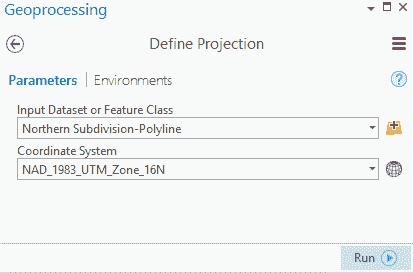 Geoprocessing
Define Projection
Parameters | Environments
Input Dataset or Feature Class
Northern Subdivision-Polyline
Coordinate System
NAD_1983_UTM_Zone_16N
Run